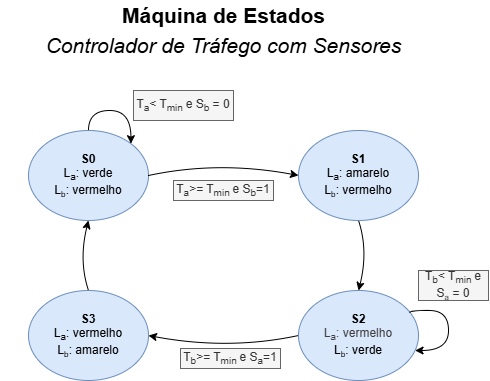 Máquina de Estados
Controlador de Tráfego com Sensores
Ta< Tmin e Sb = 0
S0
La: verde
Lb: vermelho
S1
La: amarelo
Lb: vermelho
Ta>= Tmin e Sb=1
Tb< Tmin e
Sa = 0
S3
La: vermelho
Lb: amarelo
S2
La: vermelho
Lb: verde
Tb>= Tmin e Sa=1